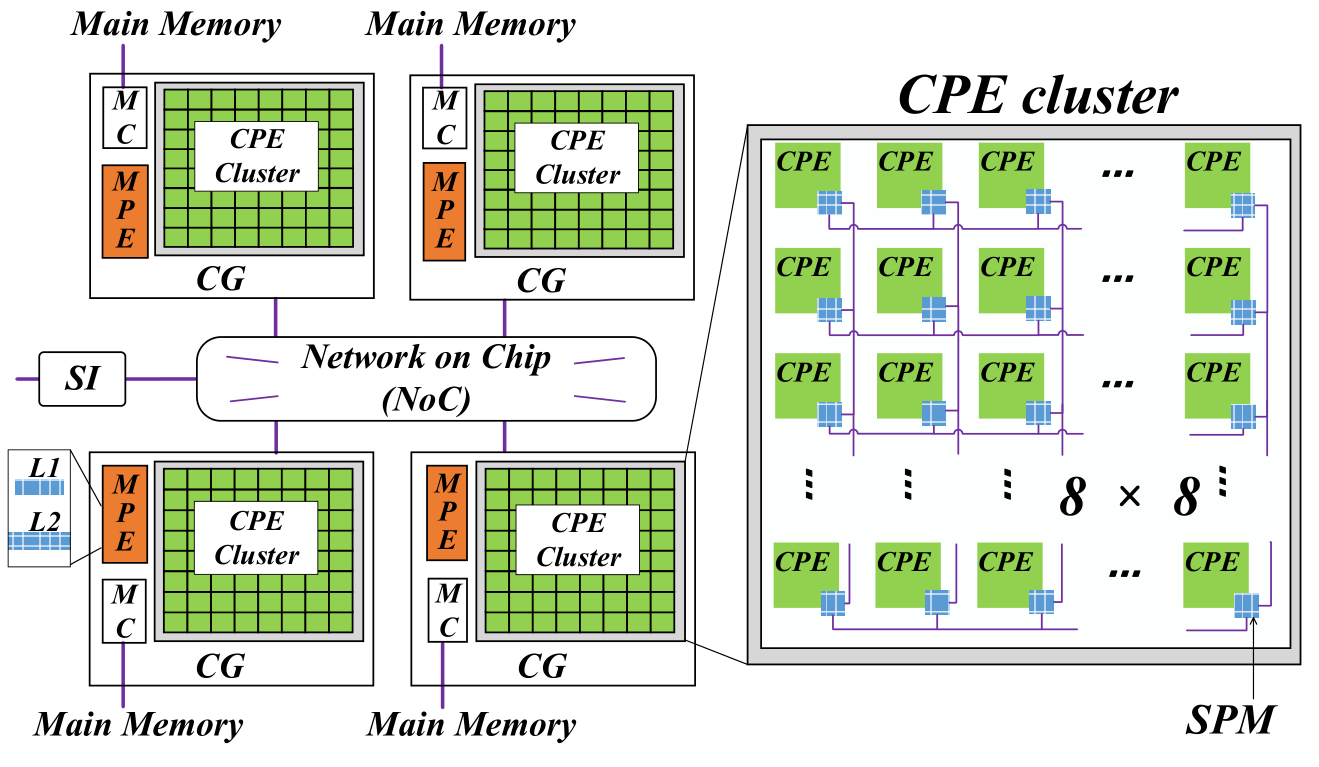 Main Memory
Main Memory
M
C
M
P
E
CPE
Cluster
CG
M
C
M
P
E
CPE
Cluster
CG
SI
Network on Chip
(NoC)
L1
L2
M
P
E
M
C
CPE
Cluster
CG
M
P
E
M
C
CPE
Cluster
CG
Main Memory
Main Memory
CPE cluster
CPE CPE CPE ... CPE
CPE CPE CPE ... CPE
CPE CPE CPE ... CPE
8 × 8
CPE CPE CPE ... CPE
SPM